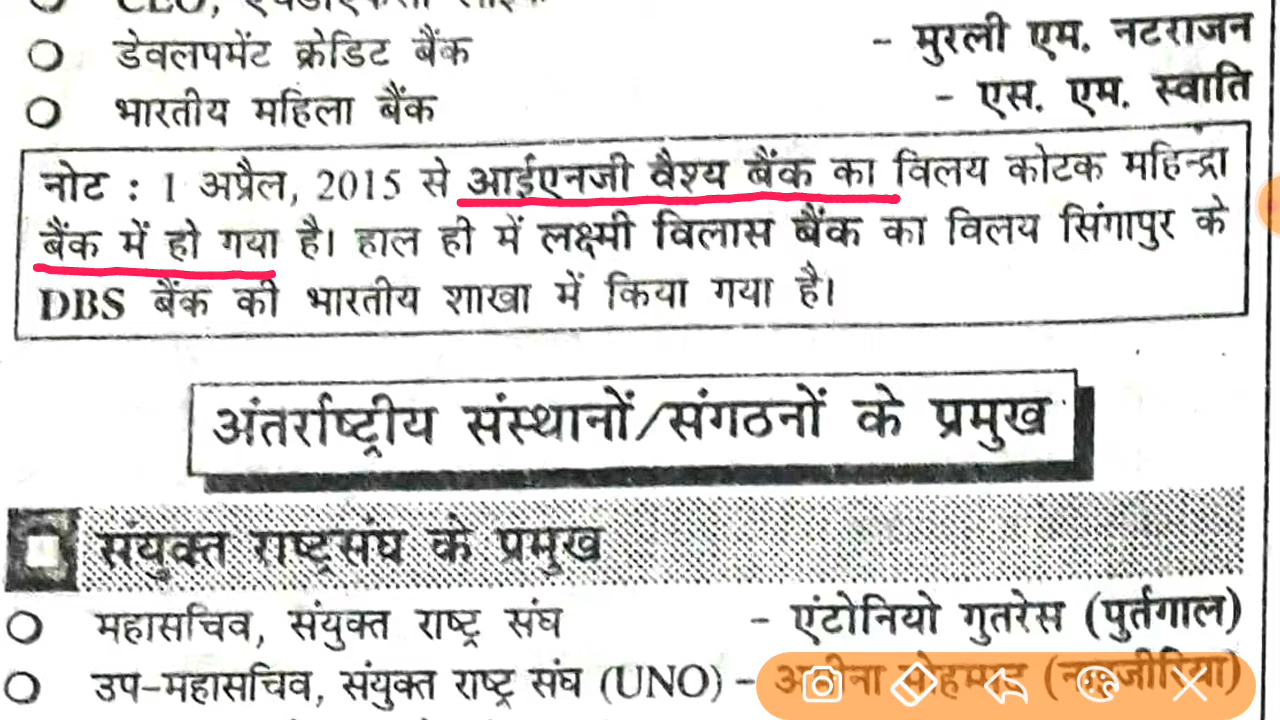 डेवलपमेंट क्रेडिट बैंक - मुरली एम. नटराजन
भारतीय महिला बैंक - एस. एम. स्वाति
नोट : 1 अप्रैल, 2015 से आईएनजी वैश्य बैंक का विलय कोटक महिन्द्रा
बैंक में हो गया है। हाल ही में लक्ष्मी विलास बैंक का विलय सिंगापुर के
DBS बैंक की भारतीय शाखा में किया गया है।
अंतर्राष्ट्रीय संस्थानों/संगठनों के प्रमुख
संयुक्त राष्ट्रसंघ के प्रमुख
महासचिव, संयुक्त राष्ट्र संघ - एंटोनियो गुतरेस (पुर्तगाल)
उप-महासचिव, संयुक्त राष्ट्र संघ (UNO) -